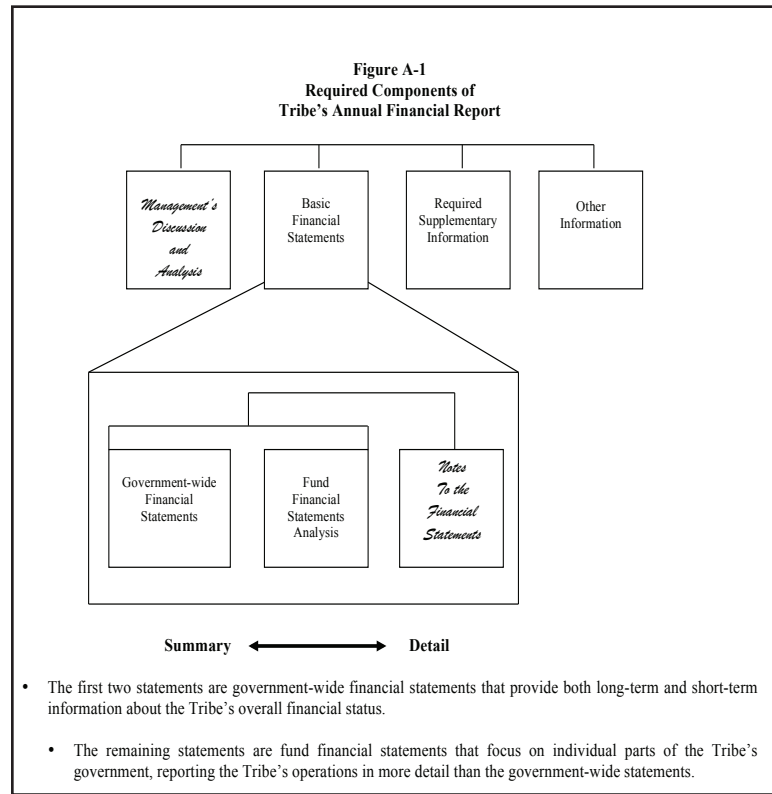 Figure A-1
Required Components of
Tribe's Annual Financial Report
Management's
Discussion
and
Analysis
Basic
Financial
Statements
Required
Supplementary
Information
Other
Information
Government-wide
Financial
Statements
Fund
Financial
Statements
Analysis
Notes
To the
Financial
Statements
Summary Detail
• The first two statements are government-wide financial statements that provide both long-term and short-term
information about the Tribe's overall financial status.
• The remaining statements are fund financial statements that focus on individual parts of the Tribe's
government, reporting the Tribe's operations in more detail than the government-wide statements.